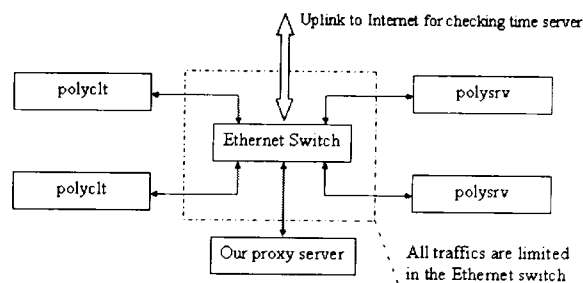 Uplink to Internet for checking time server
polyclt
polysrv
Ethernet Switch
polyclt
polysrv
Our proxy server
All traffics are limited
in the Ethernet switch